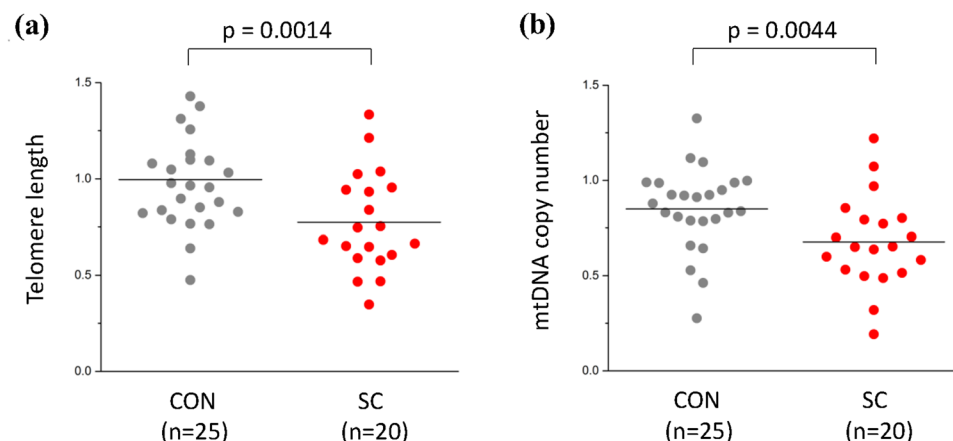 (a)
p = 0.0014
Telomere length
1.5
1.0
0.5
0.0
CON
(n=25)
SC
(n=20)
(b)
p = 0.0044
mtDNA copy number
1.5
1.0
0.5
0.0
CON
(n=25)
SC
(n=20)